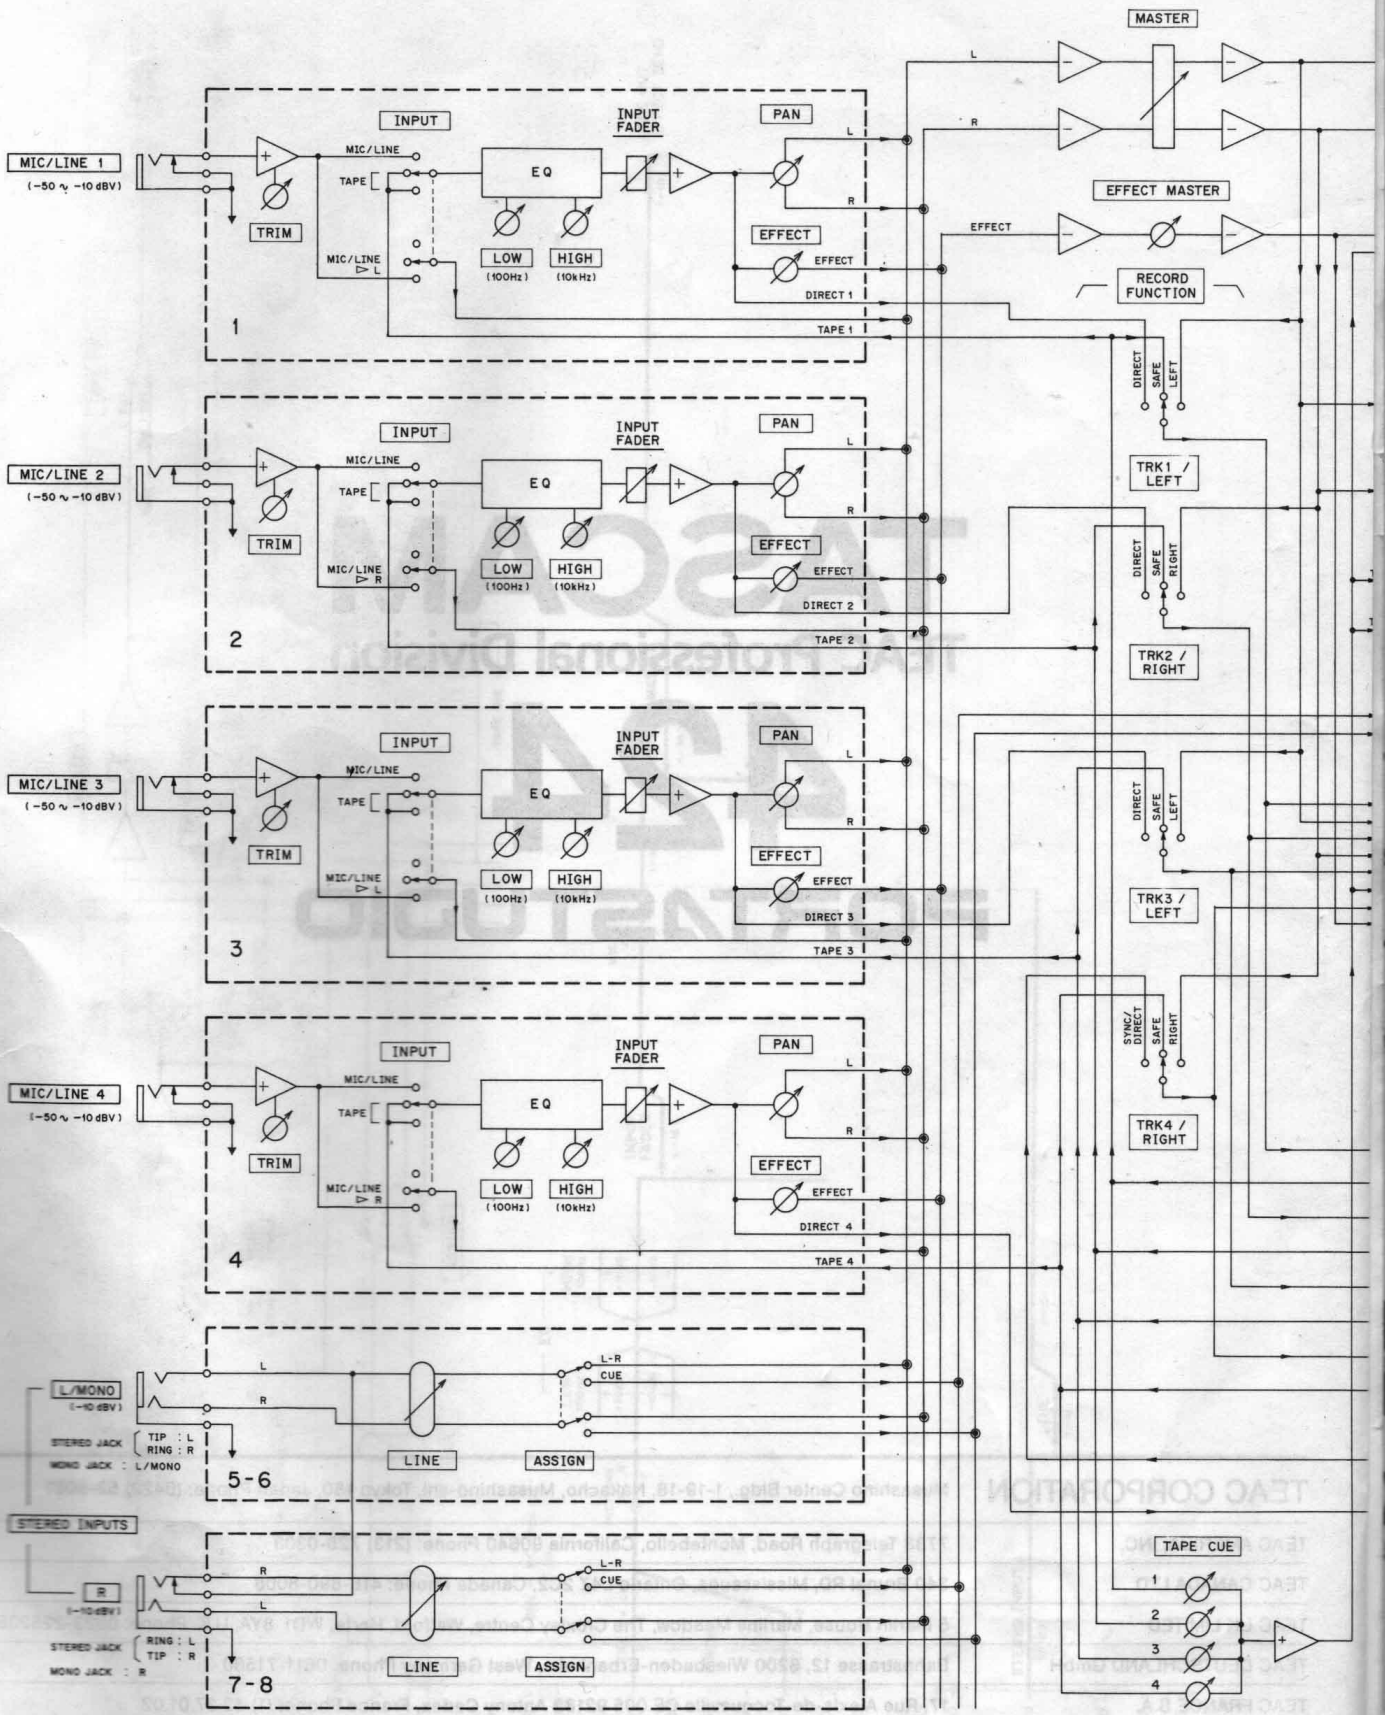 MASTER
L
R
EFFECT MASTER
EFFECT
RECORD
FUNCTION
MIC/LINE 1
(-50 ~ -10 dBV)
TRIM
INPUT
MIC/LINE
TAPE
MIC/LINE
▷ L
EQ
LOW
(100Hz)
HIGH
(10kHz)
INPUT
FADER
PAN
L
R
EFFECT
EFFECT
DIRECT 1
TAPE 1
1
DIRECT
SAFE
LEFT
TRK1 /
LEFT
MIC/LINE 2
(-50 ~ -10 dBV)
TRIM
INPUT
MIC/LINE
TAPE
MIC/LINE
▷ R
EQ
LOW
(100Hz)
HIGH
(10kHz)
INPUT
FADER
PAN
L
R
EFFECT
EFFECT
DIRECT 2
TAPE 2
2
DIRECT
SAFE
RIGHT
TRK2 /
RIGHT
TASCAM
TEAC Professional Division
424
PORTASTUDIO
MIC/LINE 3
(-50 ~ -10 dBV)
TRIM
INPUT
MIC/LINE
TAPE
MIC/LINE
▷ L
EQ
LOW
(100Hz)
HIGH
(10kHz)
INPUT
FADER
PAN
L
R
EFFECT
EFFECT
DIRECT 3
TAPE 3
3
DIRECT
SAFE
LEFT
TRK3 /
LEFT
MIC/LINE 4
(-50 ~ -10 dBV)
TRIM
INPUT
MIC/LINE
TAPE
MIC/LINE
▷ R
EQ
LOW
(100Hz)
HIGH
(10kHz)
INPUT
FADER
PAN
L
R
EFFECT
EFFECT
DIRECT 4
TAPE 4
4
SYNC/
DIRECT
SAFE
RIGHT
TRK4 /
RIGHT
L/MONO
(-10 dBV)
STEREO JACK
TIP : L
RING : R
MONO JACK : L/MONO
L
R
LINE
ASSIGN
L-R
CUE
5-6
STEREO INPUTS
R
(-10 dBV)
STEREO JACK
RING : L
TIP : R
MONO JACK : R
R
L
LINE
ASSIGN
L-R
CUE
7-8
TAPE CUE
1
2
3
4
TEAC CORPORATION